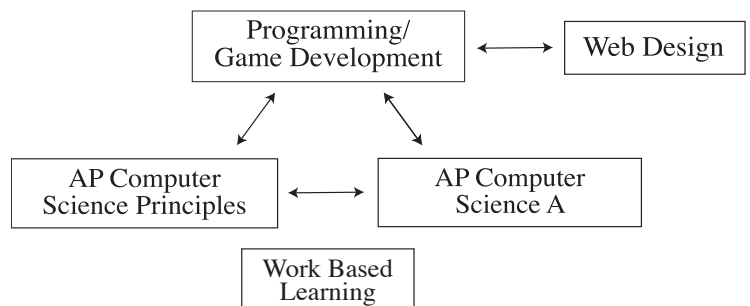 Programming/
Game Development
Web Design
AP Computer
Science Principles
AP Computer
Science A
Work Based
Learning